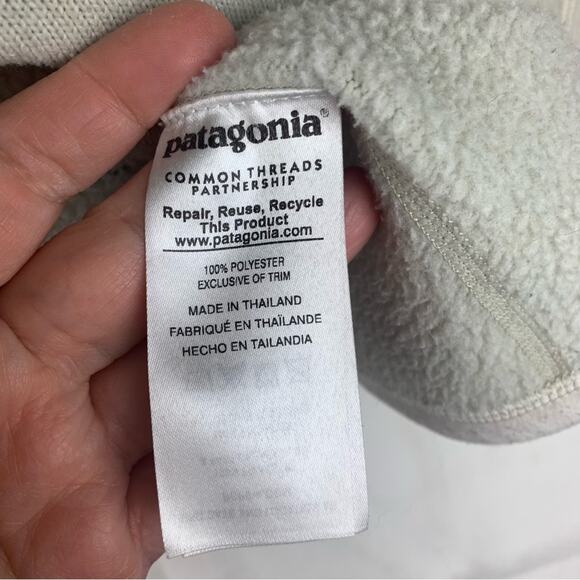 patagonia®
COMMON THREADS
PARTNERSHIP
Repair, Reuse, Recycle
This Product
www.patagonia.com
100% POLYESTER
EXCLUSIVE OF TRIM
MADE IN THAILAND
FABRIQUÉ EN THAÏLANDE
HECHO EN TAILANDIA